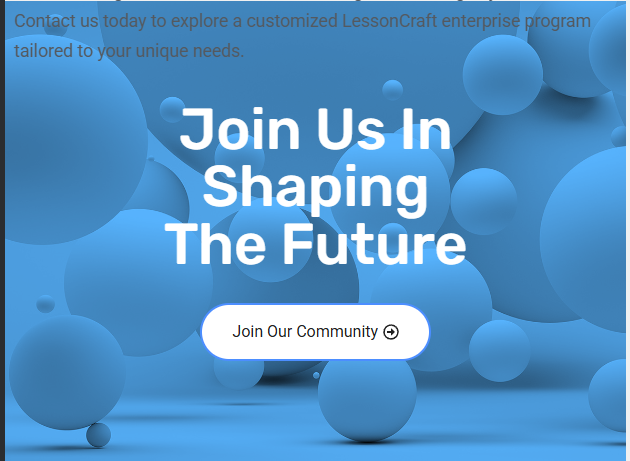 Contact us today to explore a customized LessonCraft enterprise program
tailored to your unique needs.
Join Us In
Shaping
The Future
Join Our Community